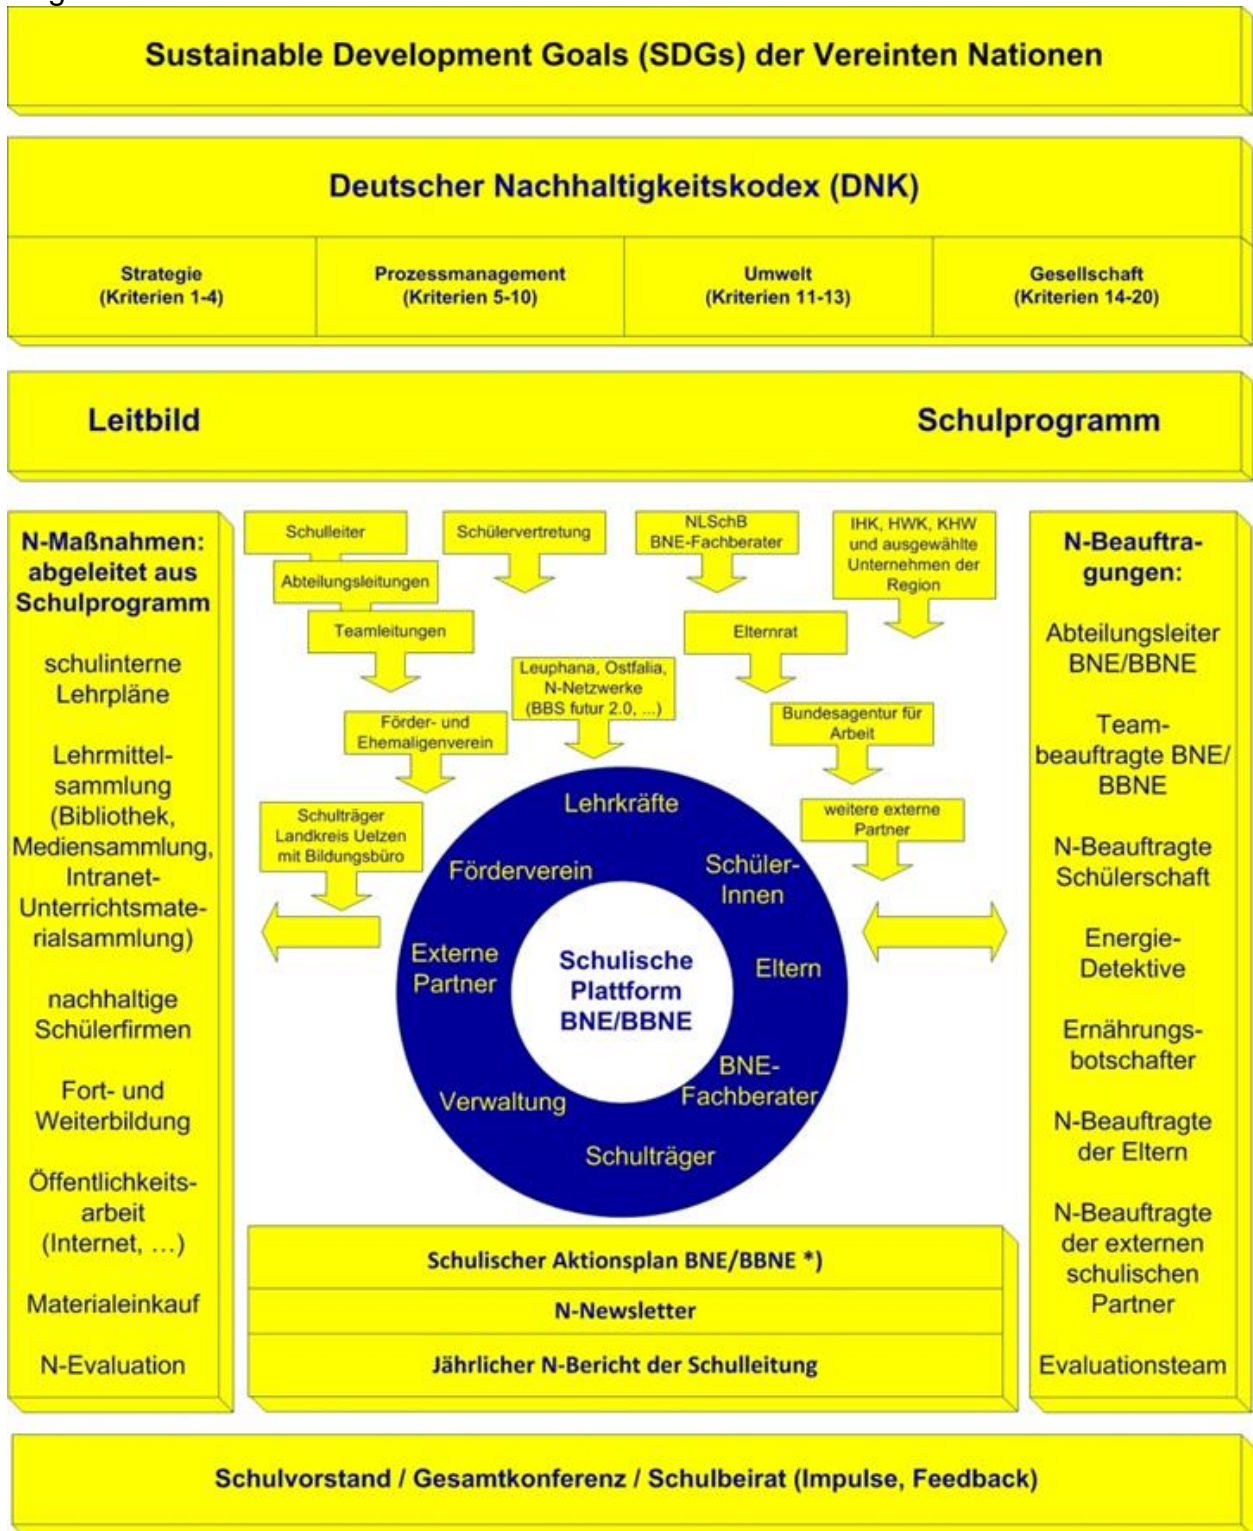 Sustainable Development Goals (SDGs) der Vereinten Nationen
Deutscher Nachhaltigkeitskodex (DNK)
Strategie
(Kriterien 1-4)
Prozessmanagement
(Kriterien 5-10)
Umwelt
(Kriterien 11-13)
Gesellschaft
(Kriterien 14-20)
Leitbild
Schulprogramm
N-Maßnahmen:
abgeleitet aus
Schulprogramm
schulinterne
Lehrpläne
Lehrmittel-
sammlung
(Bibliothek,
Mediensammlung,
Intranet-
Unterrichtsmate-
rialsammlung)
nachhaltige
Schülerfirmen
Fort- und
Weiterbildung
Öffentlichkeits-
arbeit
(Internet, …)
Materialeinkauf
N-Evaluation
Schulleiter
Abteilungsleitungen
Teamleitungen
Schülervertretung
NLSchB
BNE-Fachberater
IHK, HWK, KHW
und ausgewählte
Unternehmen der
Region
Elternrat
Leuphana, Ostfalia,
N-Netzwerke
(BBS futur 2.0, ...)
Förder- und
Ehemaligenverein
Bundesagentur für
Arbeit
Schulträger
Landkreis Uelzen
mit Bildungsbüro
weitere externe
Partner
Lehrkräfte
Schüler-
Innen
Eltern
BNE-
Fachberater
Schulträger
Verwaltung
Externe
Partner
Förderverein
Schulische
Plattform
BNE/BBNE
Schulischer Aktionsplan BNE/BBNE *)
N-Newsletter
Jährlicher N-Bericht der Schulleitung
N-Beauftra-
gungen:
Abteilungsleiter
BNE/BBNE
Team-
beauftragte BNE/
BBNE
N-Beauftragte
Schülerschaft
Energie-
Detektive
Ernährungs-
botschafter
N-Beauftragte
der Eltern
N-Beauftragte
der externen
schulischen
Partner
Evaluationsteam
Schulvorstand / Gesamtkonferenz / Schulbeirat (Impulse, Feedback)